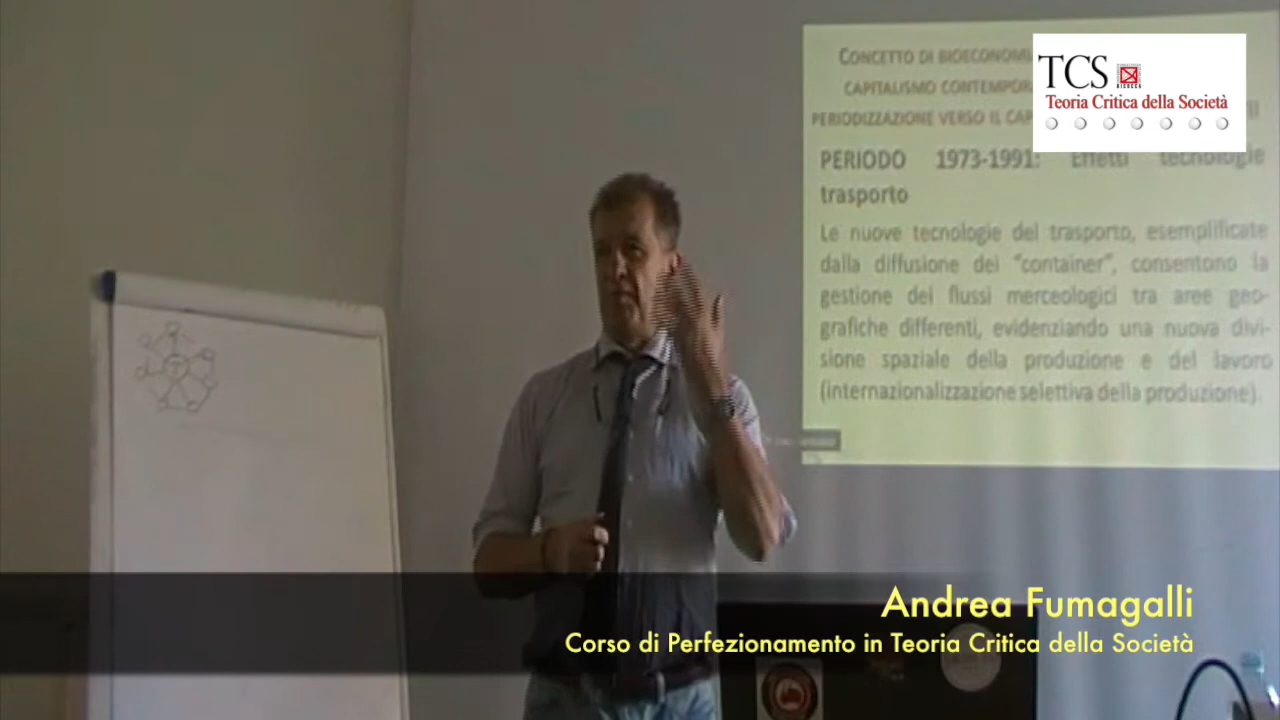 CONCETTO DI BIOECONOMI
CAPITALISMO CONTEMPOR
PERIODIZZAZIONE VERSO IL CAP
TCS
BICOCCA
Teoria Critica della Società
PERIODO 1973-1991: Effetti tecnologie
trasporto
Le nuove tecnologie del trasporto, esemplificate
dalla diffusione dei “container”, consentono la
gestione dei flussi merceologici tra aree geo-
grafiche differenti, evidenziando una nuova divi-
sione spaziale della produzione e del lavoro
(internazionalizzazione selettiva della produzione).
T
Andrea Fumagalli
Corso di Perfezionamento in Teoria Critica della Società